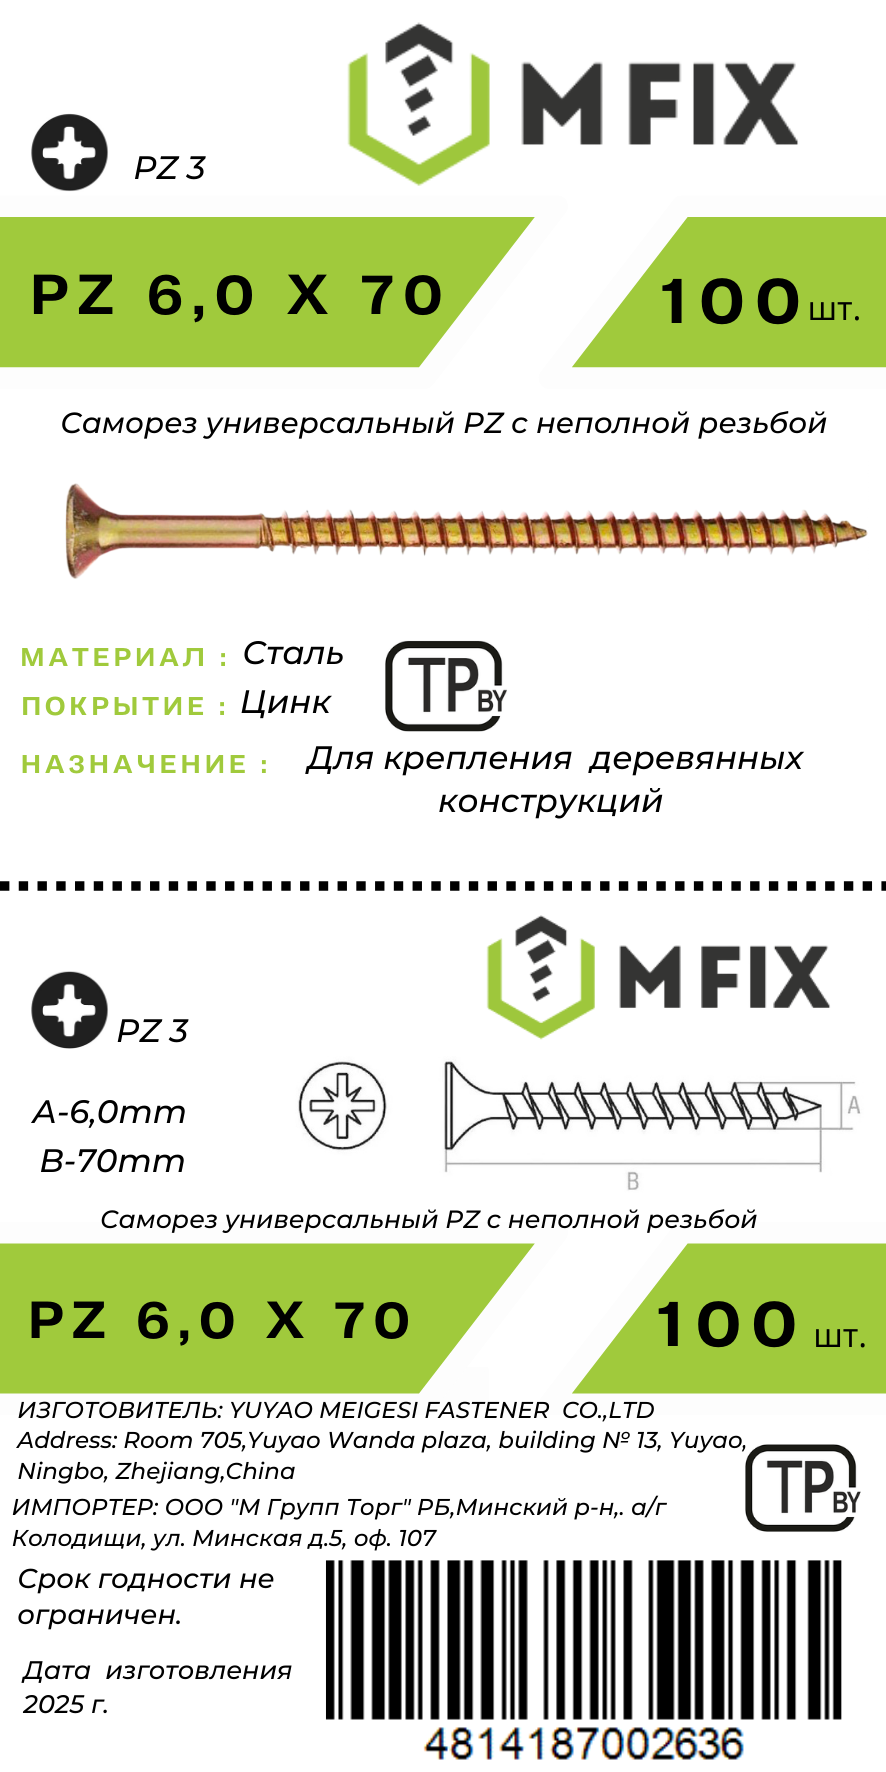 MFIX
PZ 3
PZ 6,0 X 70
100 шт.
Саморез универсальный PZ с неполной резьбой
МАТЕРИАЛ : Сталь
ПОКРЫТИЕ : Цинк
TP BY
НАЗНАЧЕНИЕ : Для крепления деревянных
конструкций
MFIX
PZ 3
A-6,0mm
B-70mm
A
B
Саморез универсальный PZ с неполной резьбой
PZ 6,0 X 70
100 шт.
ИЗГОТОВИТЕЛЬ: YUYAO MEIGESI FASTENER CO.,LTD
Address: Room 705,Yuyao Wanda plaza, building № 13, Yuyao,
Ningbo, Zhejiang,China
TP BY
ИМПОРТЕР: ООО "М Групп Торг" РБ,Минский р-н,. а/г
Колодищи, ул. Минская д.5, оф. 107
Срок годности не
ограничен.
Дата изготовления
2025 г.
4814187002636